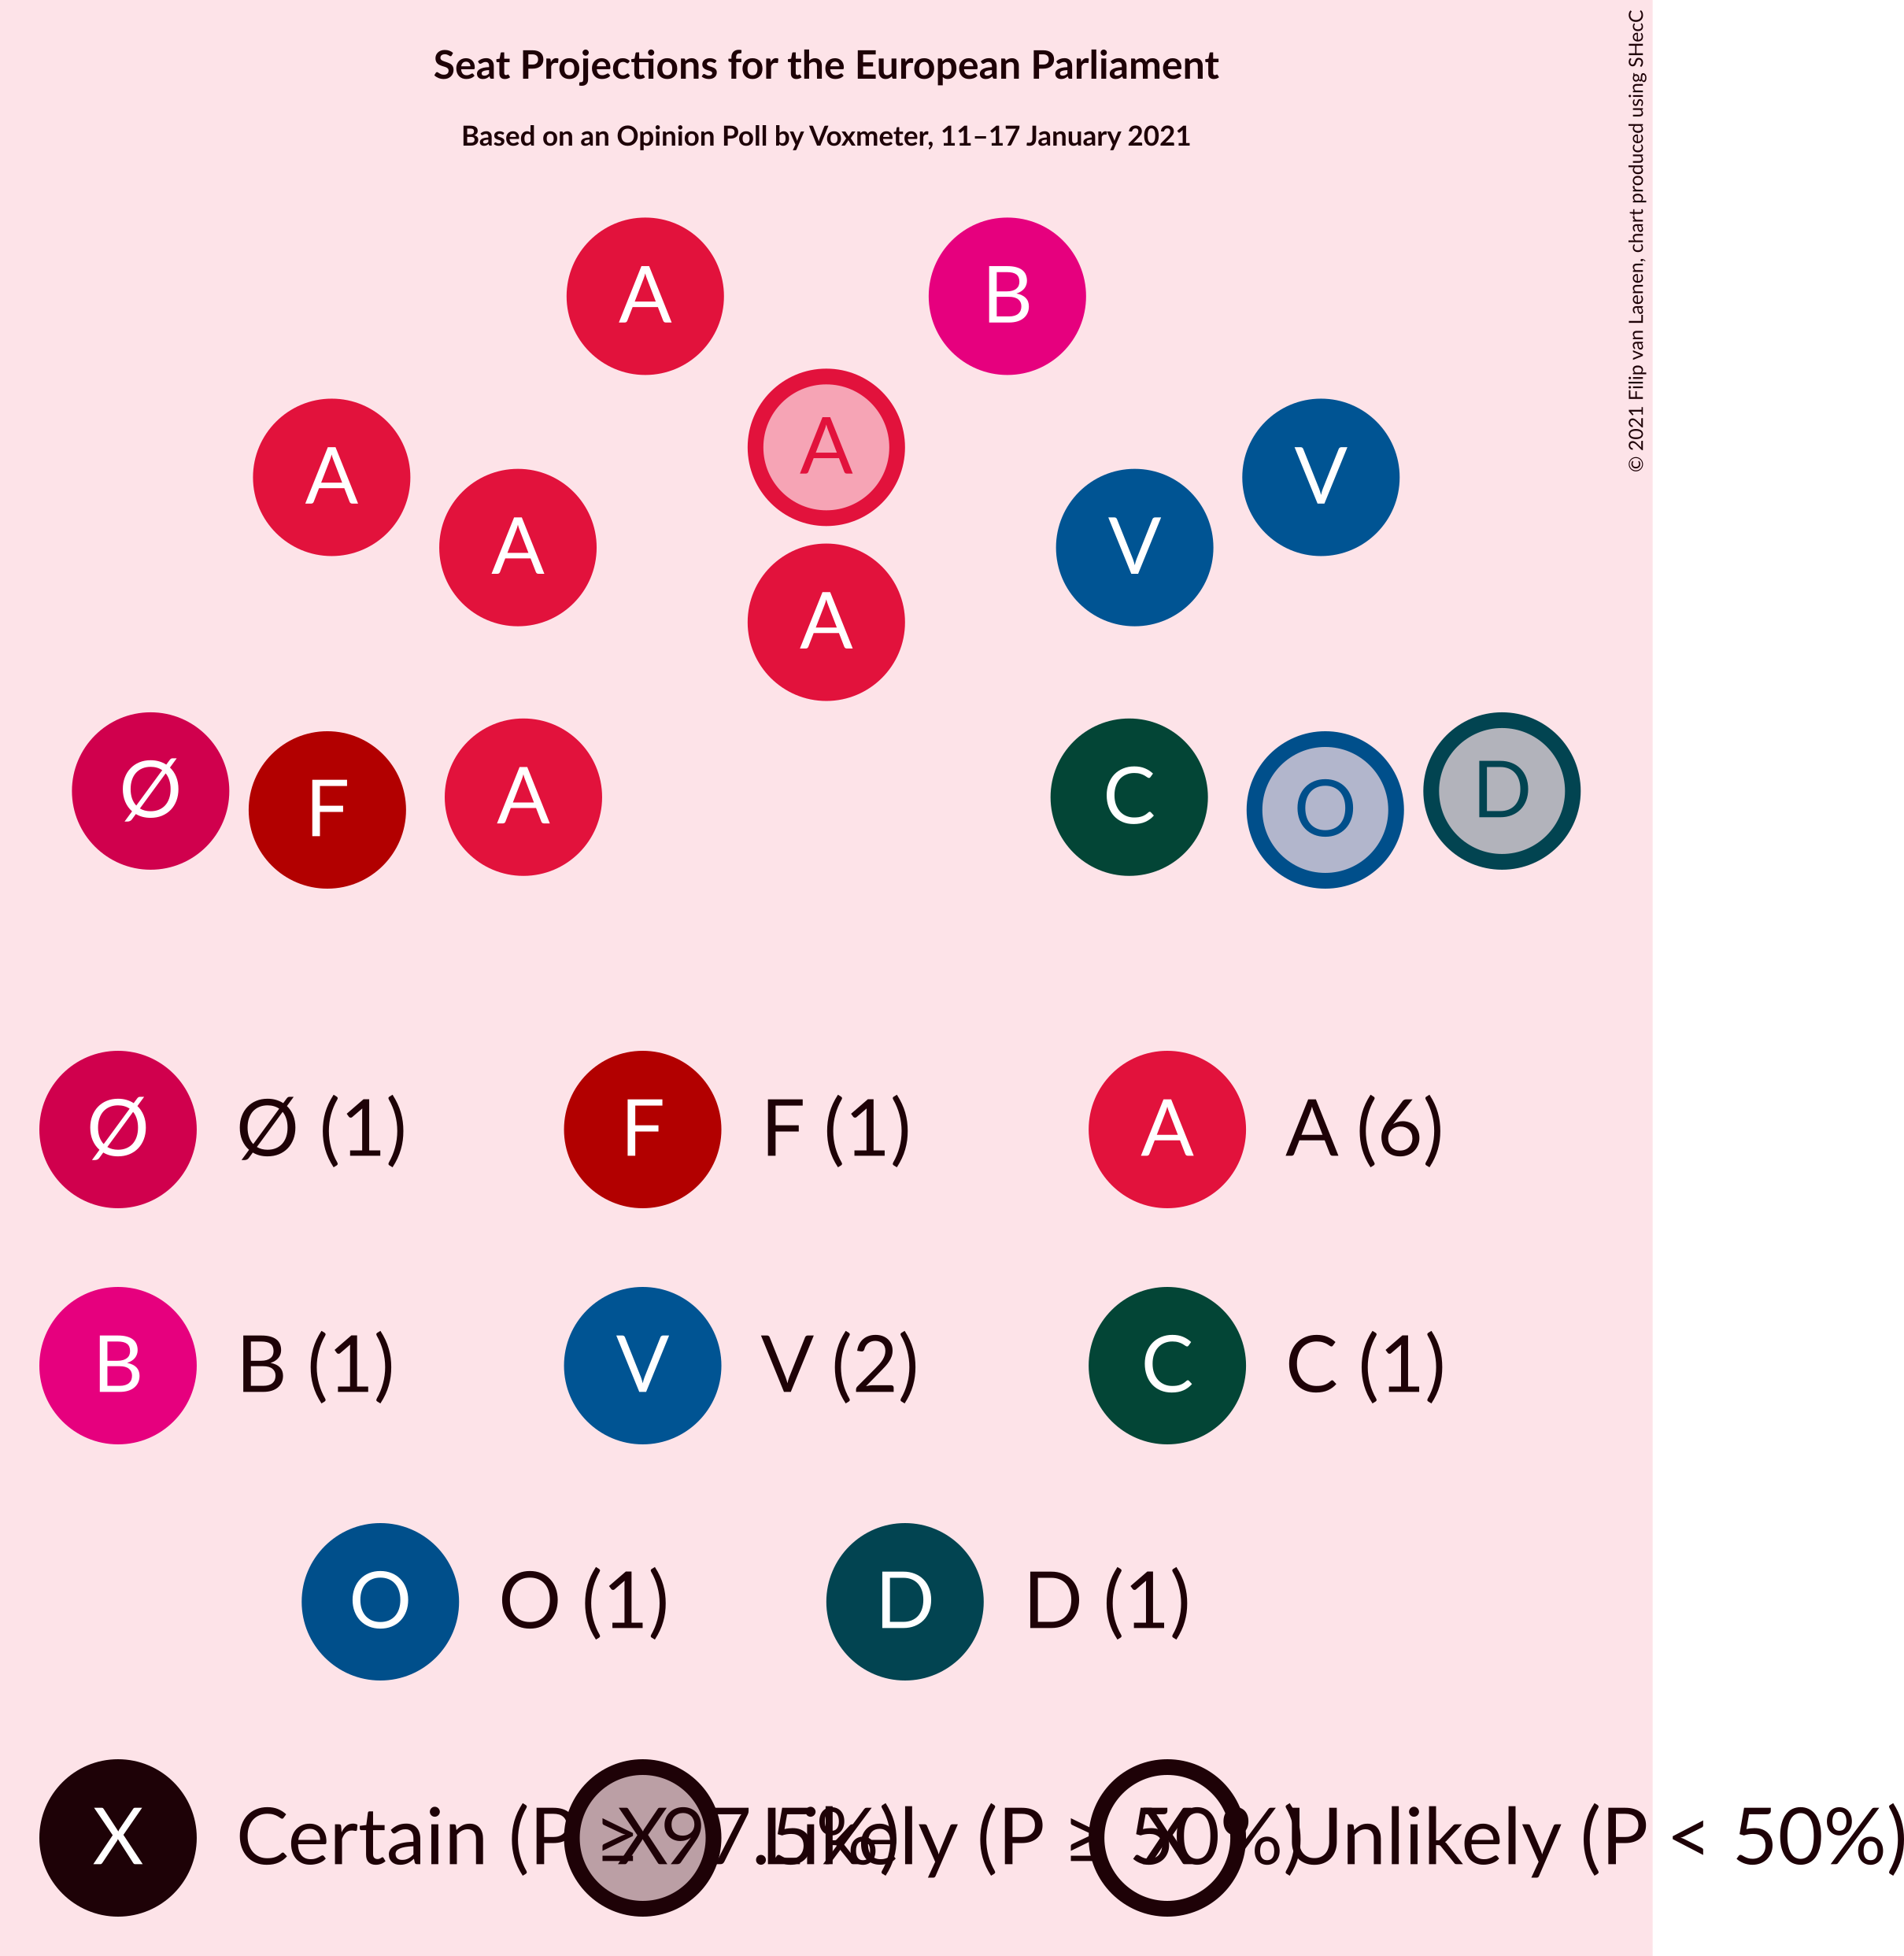 Seat Projections for the European Parliament
Based on an Opinion Poll by Voxmeter, 11–17 January 2021
© 2021 Filip van Laenen, chart produced using SHecC
A
B
A
A
V
A
V
A
Ø
F
A
C
O
D
Ø Ø (1)
F F (1)
A A (6)
B B (1)
V V (2)
C C (1)
O O (1)
D D (1)
X Certain (P ≥ 97.5%)
X Likely (P ≥ 50%)
X Unlikely (P < 50%)